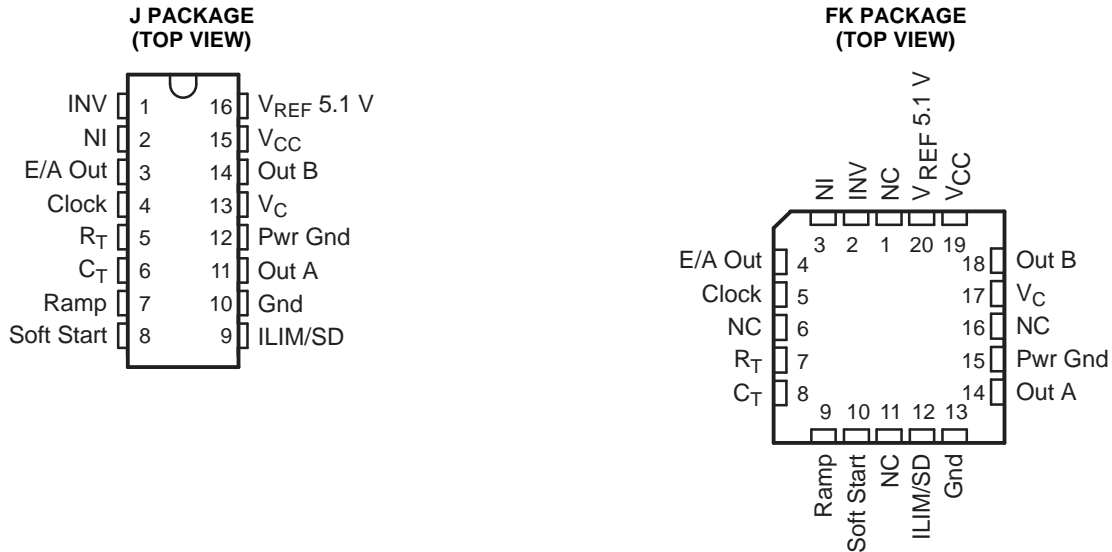 J PACKAGE
(TOP VIEW)
INV 1 16 VREF 5.1 V
NI 2 15 VCC
E/A Out 3 14 Out B
Clock 4 13 VC
RT 5 12 Pwr Gnd
CT 6 11 Out A
Ramp 7 10 Gnd
Soft Start 8 9 ILIM/SD
FK PACKAGE
(TOP VIEW)
NI INV NC VREF 5.1 V VCC
3 2 1 20 19
E/A Out 4 18 Out B
Clock 5 17 VC
NC 6 16 NC
RT 7 15 Pwr Gnd
CT 8 14 Out A
9 10 11 12 13
Ramp Soft Start NC ILIM/SD Gnd